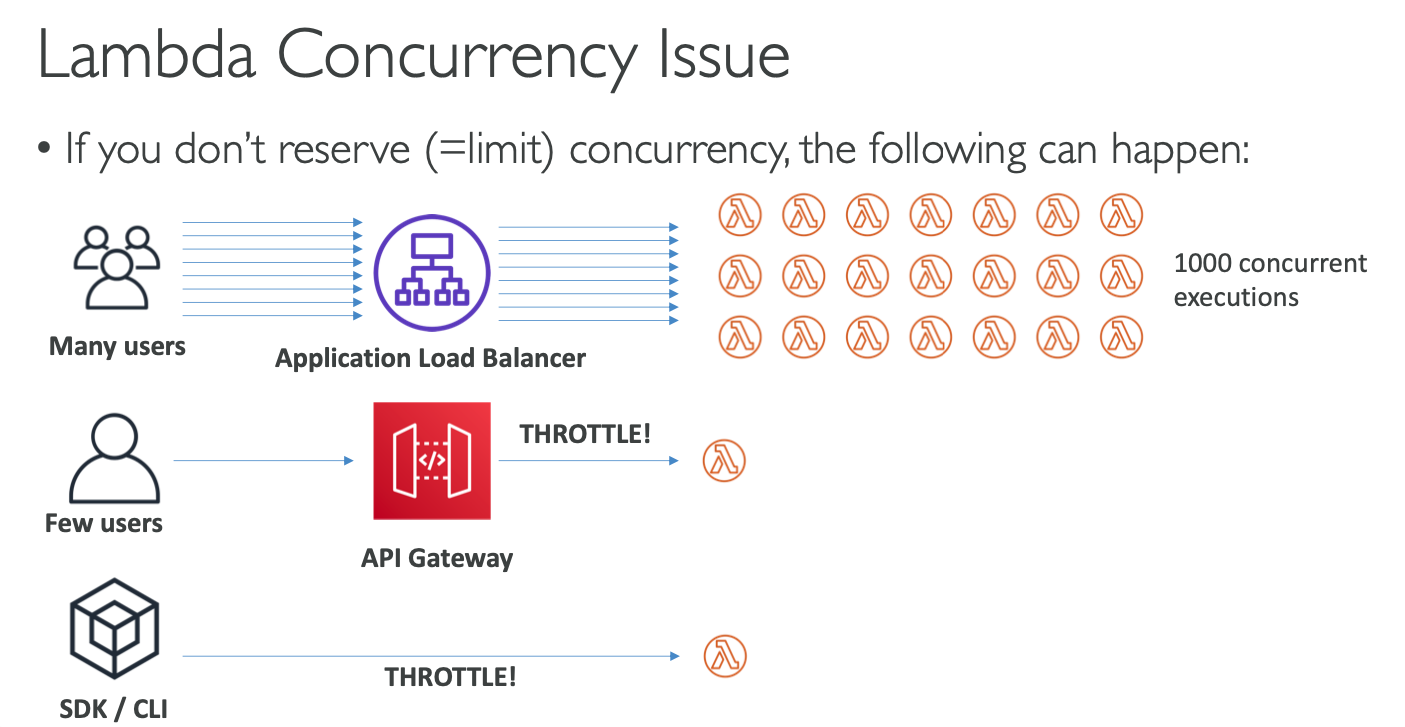 Lambda Concurrency Issue
• If you don’t reserve (=limit) concurrency, the following can happen:
Many users
Application Load Balancer
1000 concurrent
executions
Few users
</>
API Gateway
THROTTLE!
SDK / CLI
THROTTLE!